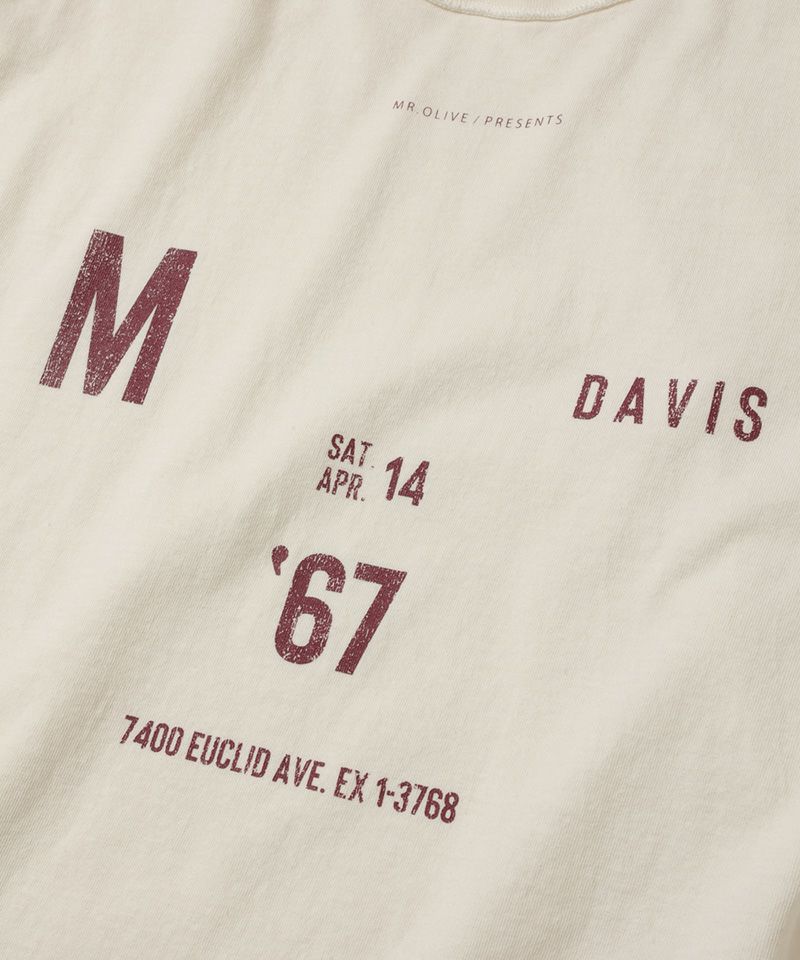 MR.OLIVE / PRESENTS
M
DAVIS
SAT.
APR. 14
'67
7400 EUCLID AVE. EX 1-3768